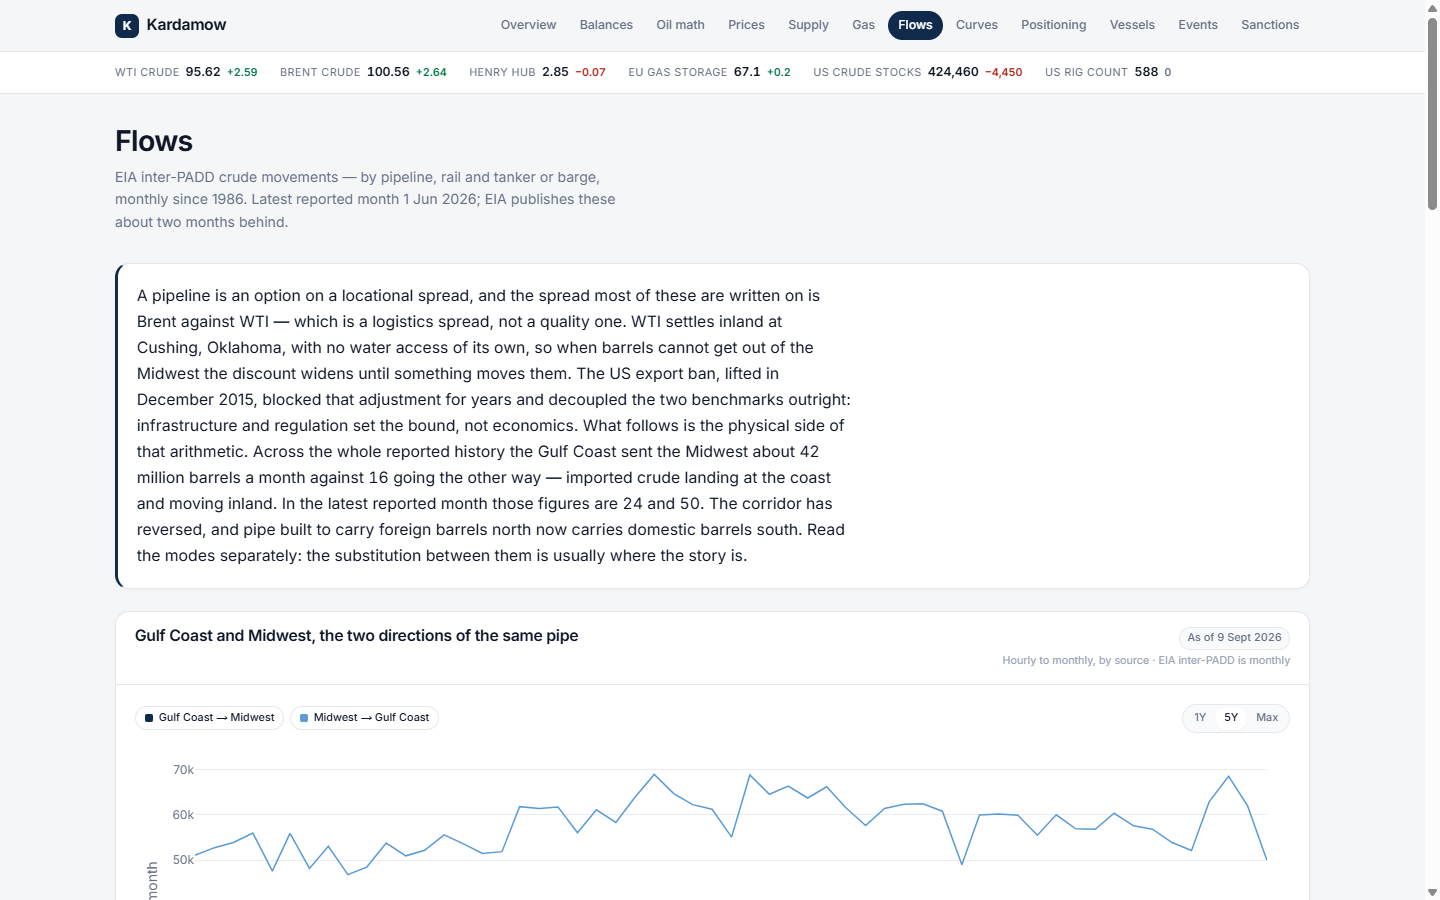 K Kardamow
Overview Balances Oil math Prices Supply Gas Flows Curves Positioning Vessels Events Sanctions
WTI CRUDE 95.62 +2.59 BRENT CRUDE 100.56 +2.64 HENRY HUB 2.85 −0.07 EU GAS STORAGE 67.1 +0.2 US CRUDE STOCKS 424,460 −4,450 US RIG COUNT 588 0
Flows
EIA inter-PADD crude movements — by pipeline, rail and tanker or barge,
monthly since 1986. Latest reported month 1 Jun 2026; EIA publishes these
about two months behind.
A pipeline is an option on a locational spread, and the spread most of these are written on is
Brent against WTI — which is a logistics spread, not a quality one. WTI settles inland at
Cushing, Oklahoma, with no water access of its own, so when barrels cannot get out of the
Midwest the discount widens until something moves them. The US export ban, lifted in
December 2015, blocked that adjustment for years and decoupled the two benchmarks outright:
infrastructure and regulation set the bound, not economics. What follows is the physical side of
that arithmetic. Across the whole reported history the Gulf Coast sent the Midwest about 42
million barrels a month against 16 going the other way — imported crude landing at the coast
and moving inland. In the latest reported month those figures are 24 and 50. The corridor has
reversed, and pipe built to carry foreign barrels north now carries domestic barrels south. Read
the modes separately: the substitution between them is usually where the story is.
Gulf Coast and Midwest, the two directions of the same pipe
As of 9 Sept 2026
Hourly to monthly, by source · EIA inter-PADD is monthly
Gulf Coast → Midwest Midwest → Gulf Coast
1Y 5Y Max
70k
60k
50k
month